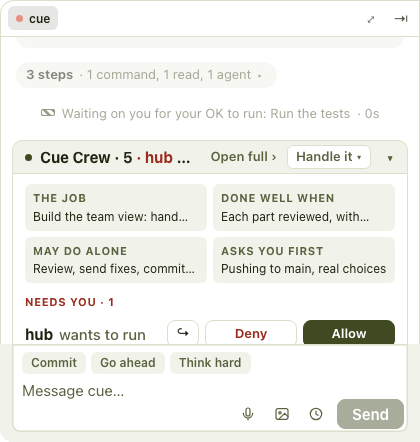 cue
3 steps · 1 command, 1 read, 1 agent ▸
Waiting on you for your OK to run: Run the tests · 0s
Cue Crew · 5 · hub ... Open full › Handle it ▾ ▾
THE JOB
Build the team view: hand...
DONE WELL WHEN
Each part reviewed, with...
MAY DO ALONE
Review, send fixes, commit...
ASKS YOU FIRST
Pushing to main, real choices
NEEDS YOU · 1
hub wants to run Deny Allow
Commit Go ahead Think hard
Message cue...
Send